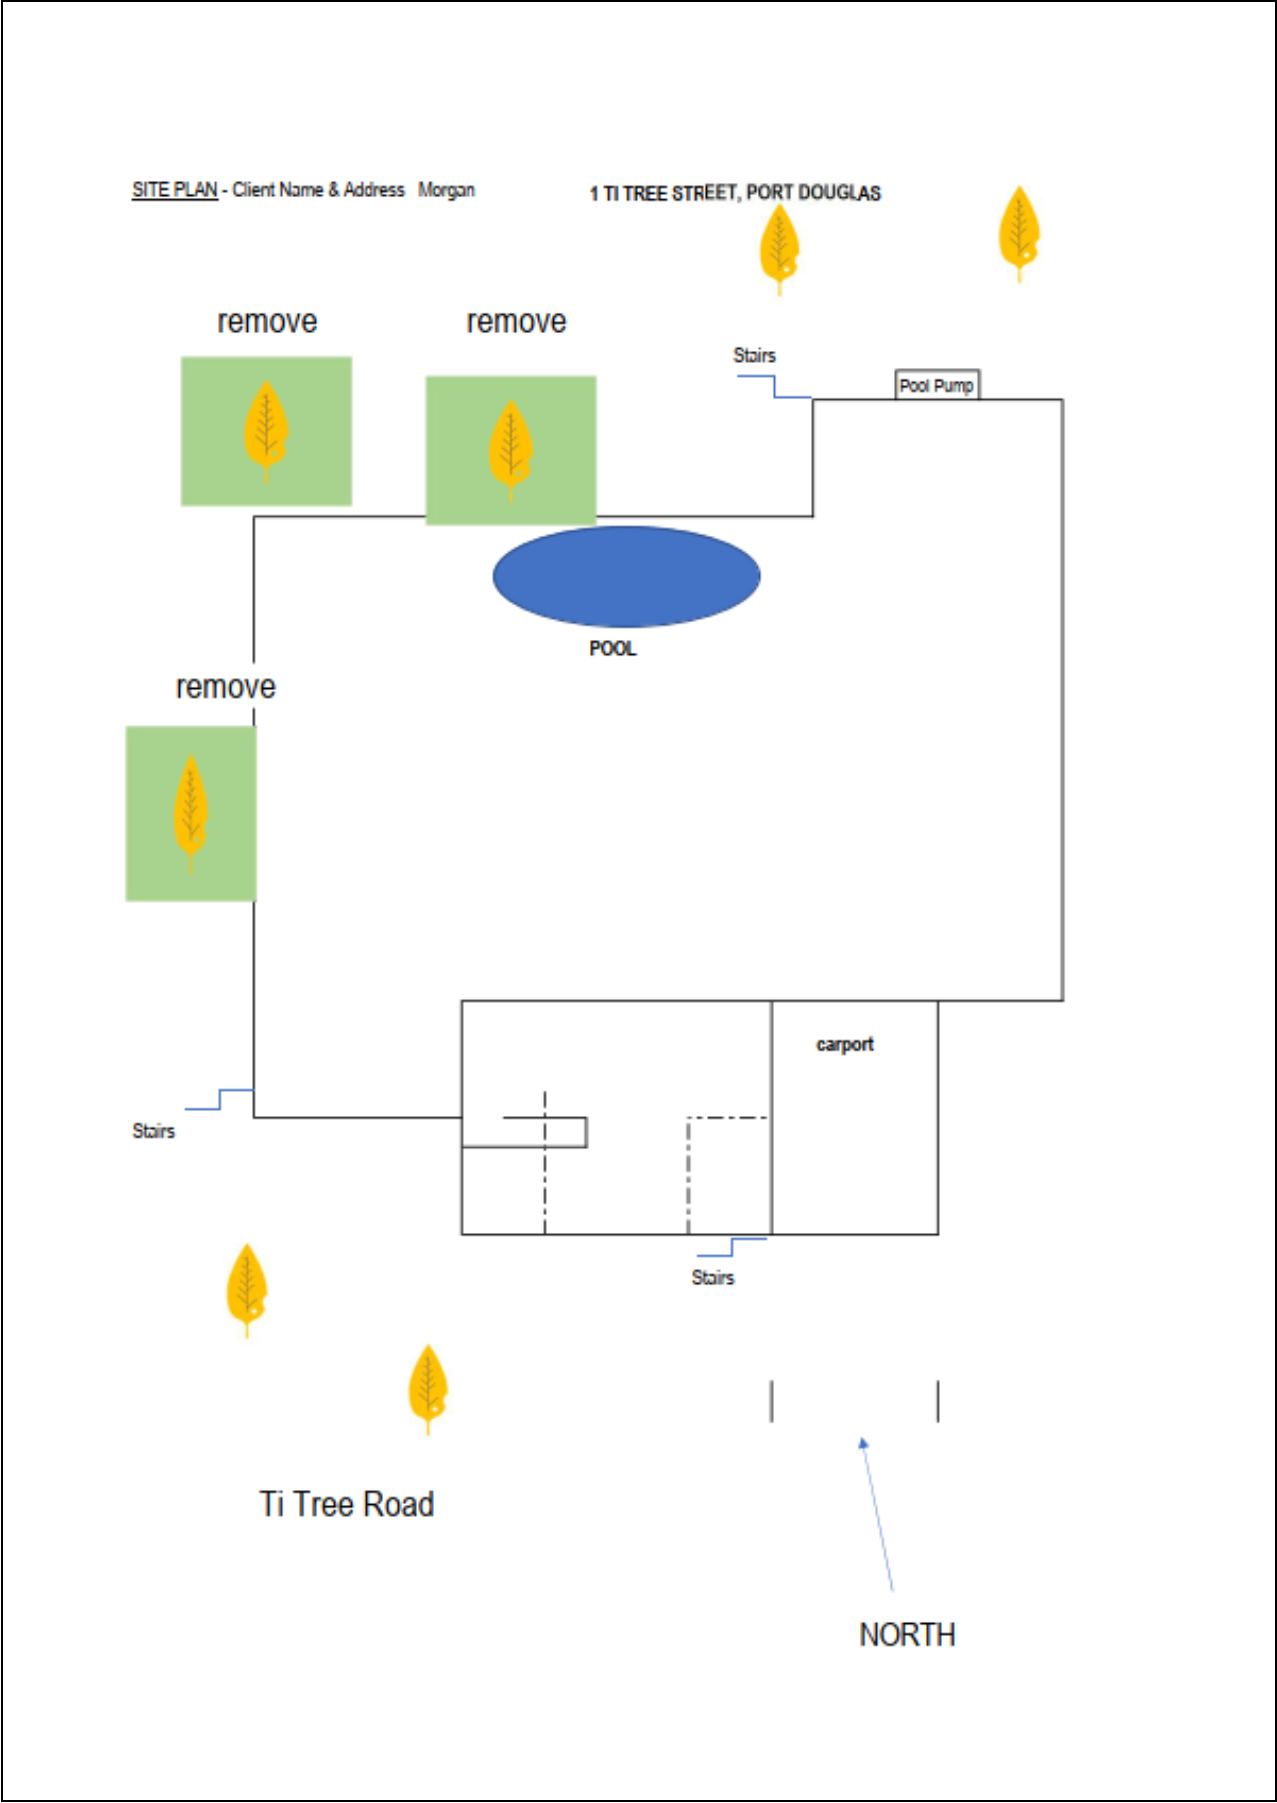 SITE PLAN - Client Name & Address Morgan
1 TI TREE STREET, PORT DOUGLAS
remove
remove
Stairs
Pool Pump
POOL
remove
carport
Stairs
Stairs
Ti Tree Road
NORTH